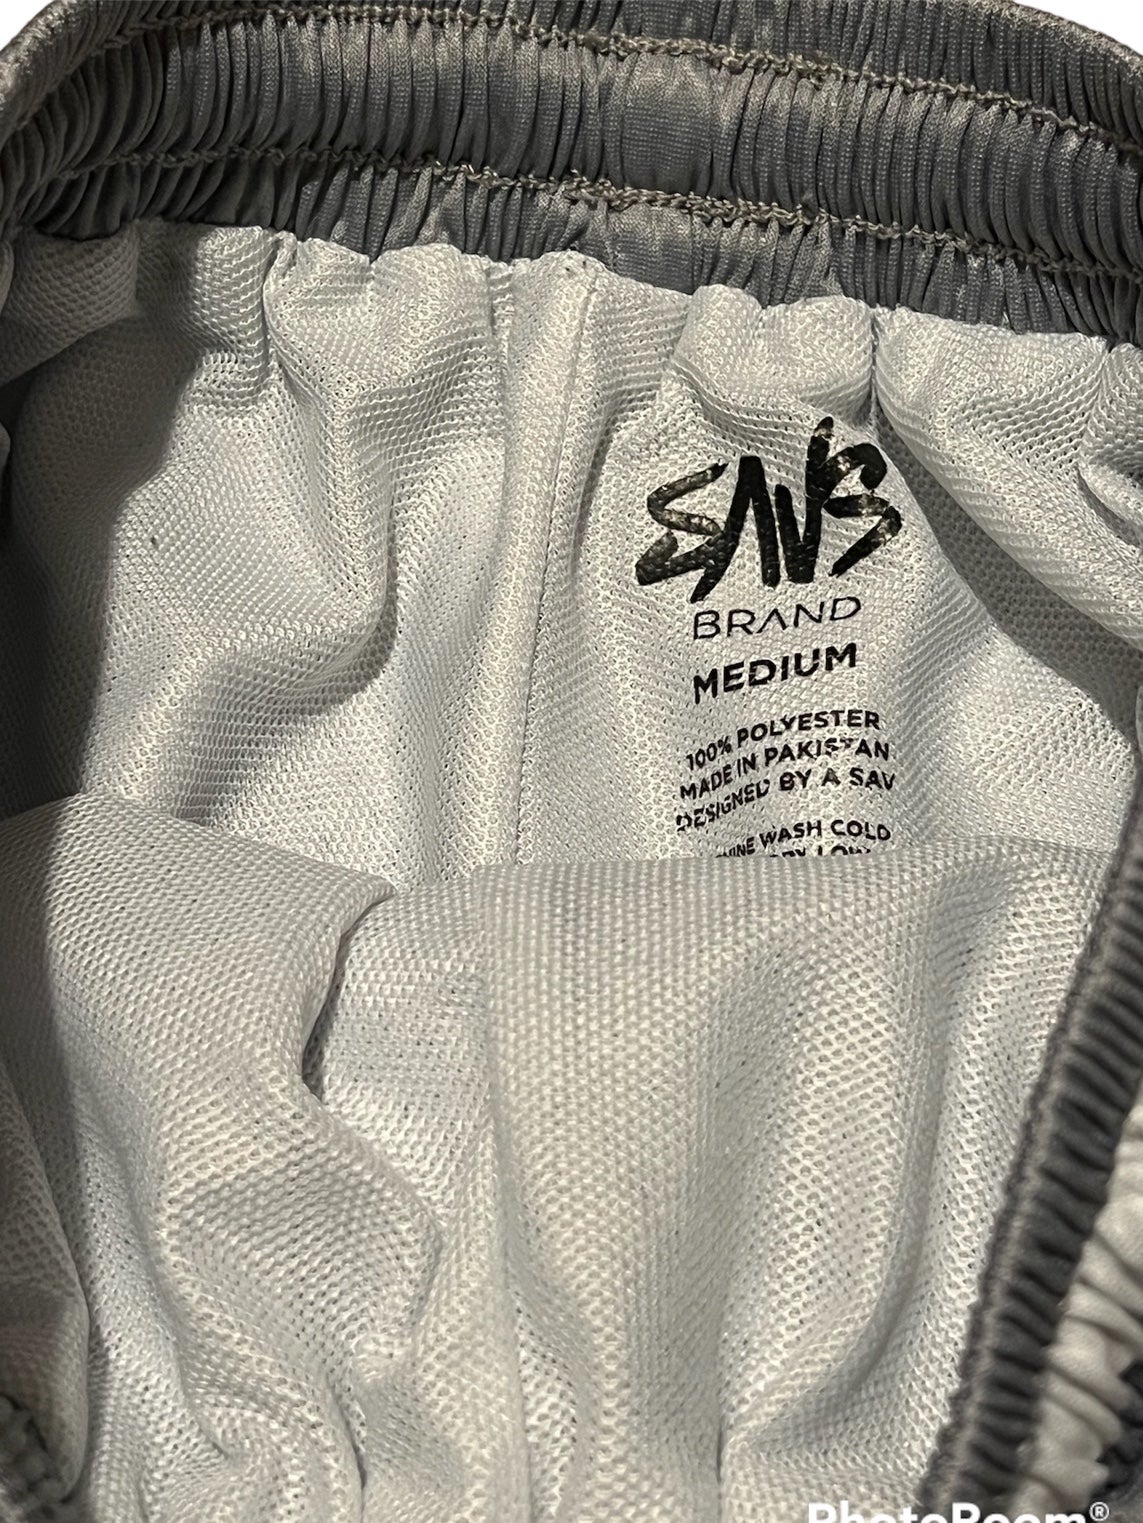 SAVS
BRAND
MEDIUM
100% POLYESTER
MADE IN PAKISTAN
DESIGNED BY A SAV
WASH COLD
PhotoRoom®